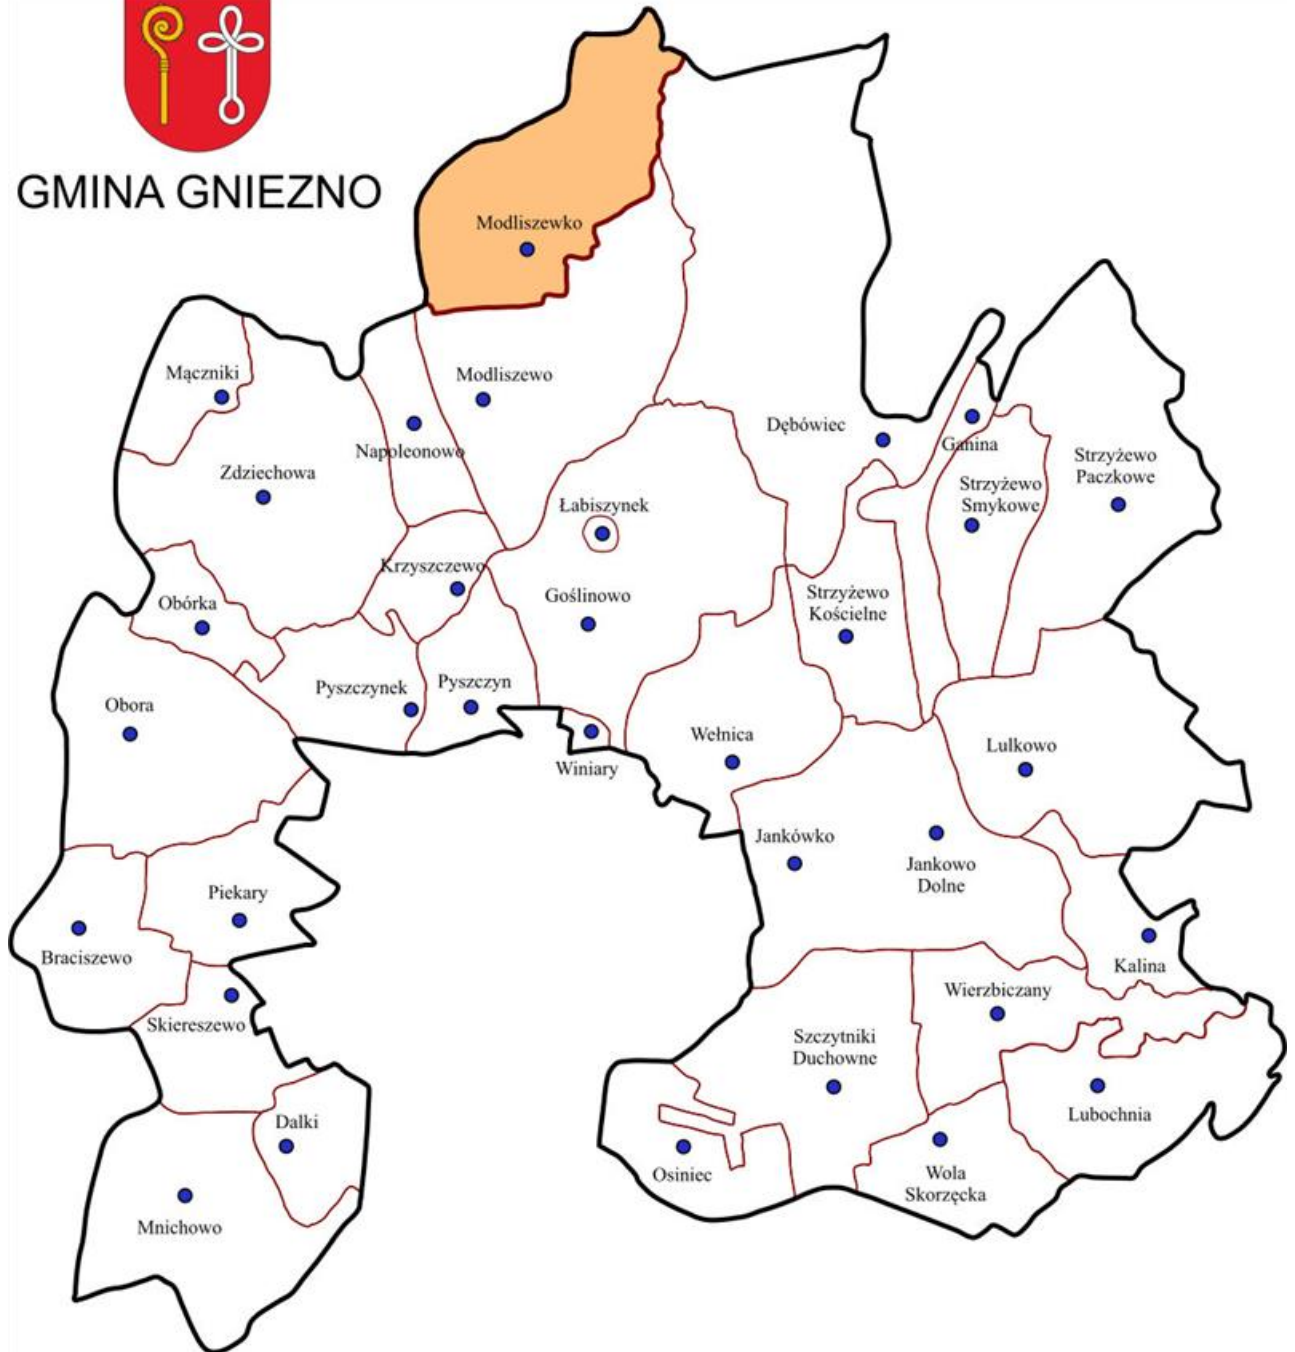 GMINA GNIEZNO
Modliszewko
Mączniki
Modliszewo
Napoleonowo
Dębówiec
Ganina
Zdziechowa
Strzyżewo
Paczkowe
Strzyżewo
Smykowe
Łabiszynek
Krzyszczewo
Goślinowo
Strzyżewo
Kościelne
Obórka
Pyszczynek
Pyszczyn
Obora
Wełnica
Lulkowo
Winiary
Jankówko
Jankowo
Dolne
Piekary
Braciszewo
Kalina
Wierzbiczany
Skiereszewo
Szczytniki
Duchowne
Lubochnia
Dalki
Osiniec
Wola
Skorzęcka
Mnichowo